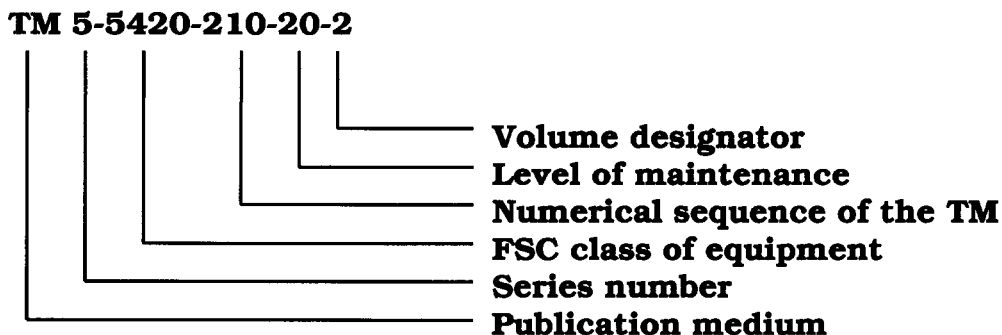 TM 5-5420-210-20-2
Volume designator
Level of maintenance
Numerical sequence of the TM
FSC class of equipment
Series number
Publication medium